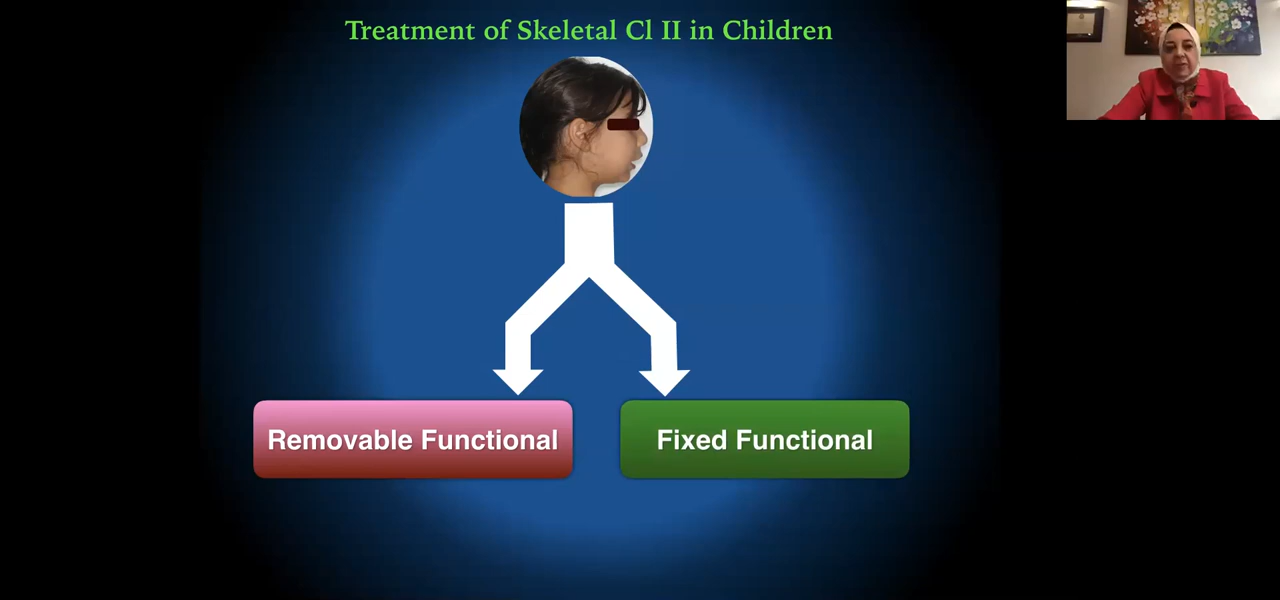 Treatment of Skeletal Cl II in Children
Removable Functional
Fixed Functional